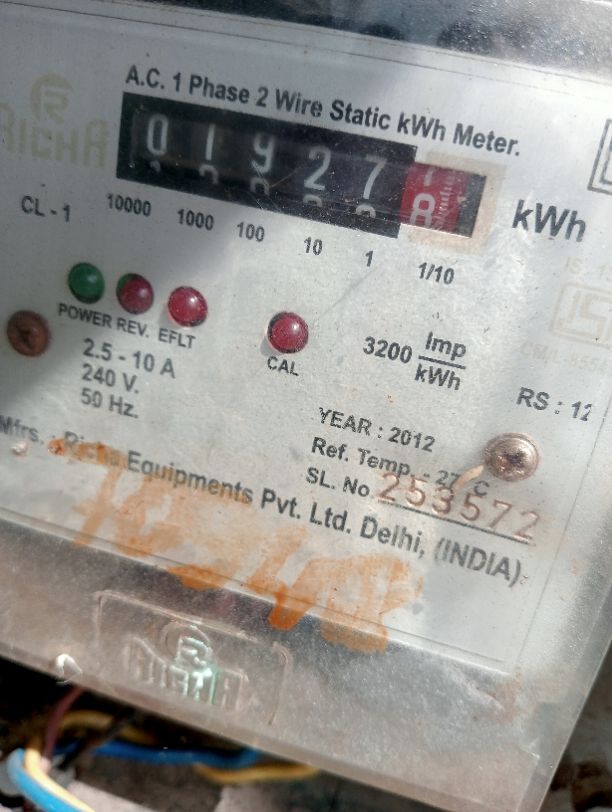 A.C. 1 Phase 2 Wire Static kWh Meter.
RICHA
0 1 9 2 7 8
kWh
CL - 1
10000 1000 100 10 1 1/10
POWER REV. EFLT
CAL
3200 Imp/kWh
2.5 - 10 A
240 V.
50 Hz.
RS : 12
YEAR : 2012
Ref. Temp. - 27 C
SL. No 253572
Mfrs. Richa Equipments Pvt. Ltd. Delhi, (INDIA)
RICHA